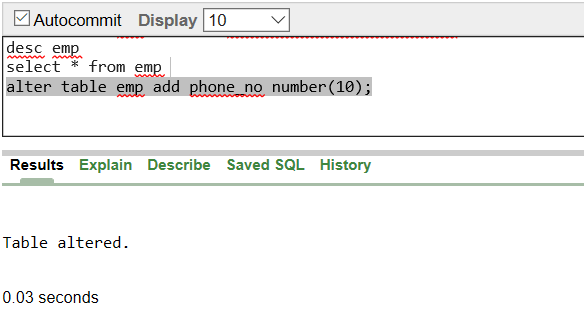 Autocommit Display 10
desc emp
select * from emp
alter table emp add phone_no number(10);
Results Explain Describe Saved SQL History
Table altered.
0.03 seconds